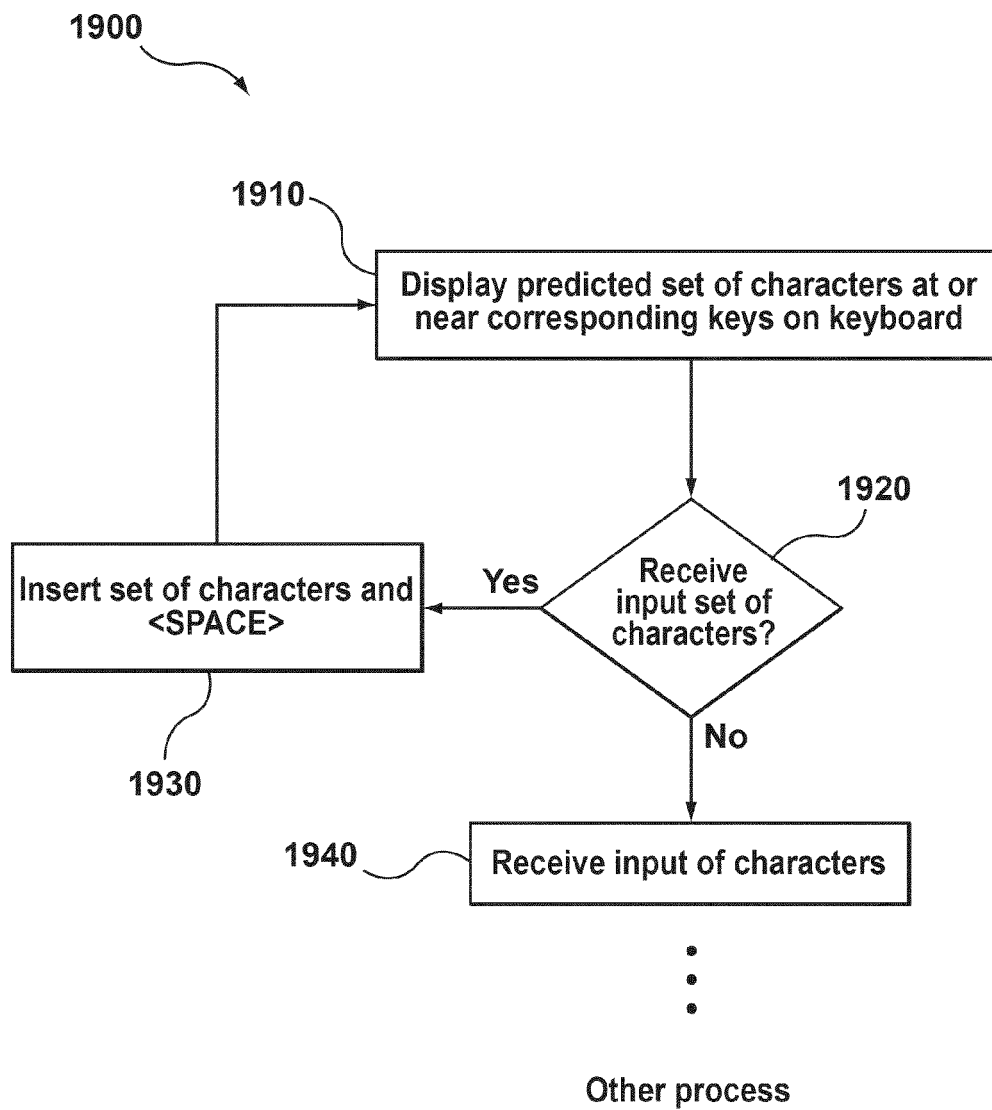 1900
1910
Display predicted set of characters at or
near corresponding keys on keyboard
1920
Receive
input set of
characters?
Yes
Insert set of characters and
<SPACE>
1930
No
1940
Receive input of characters
Other process